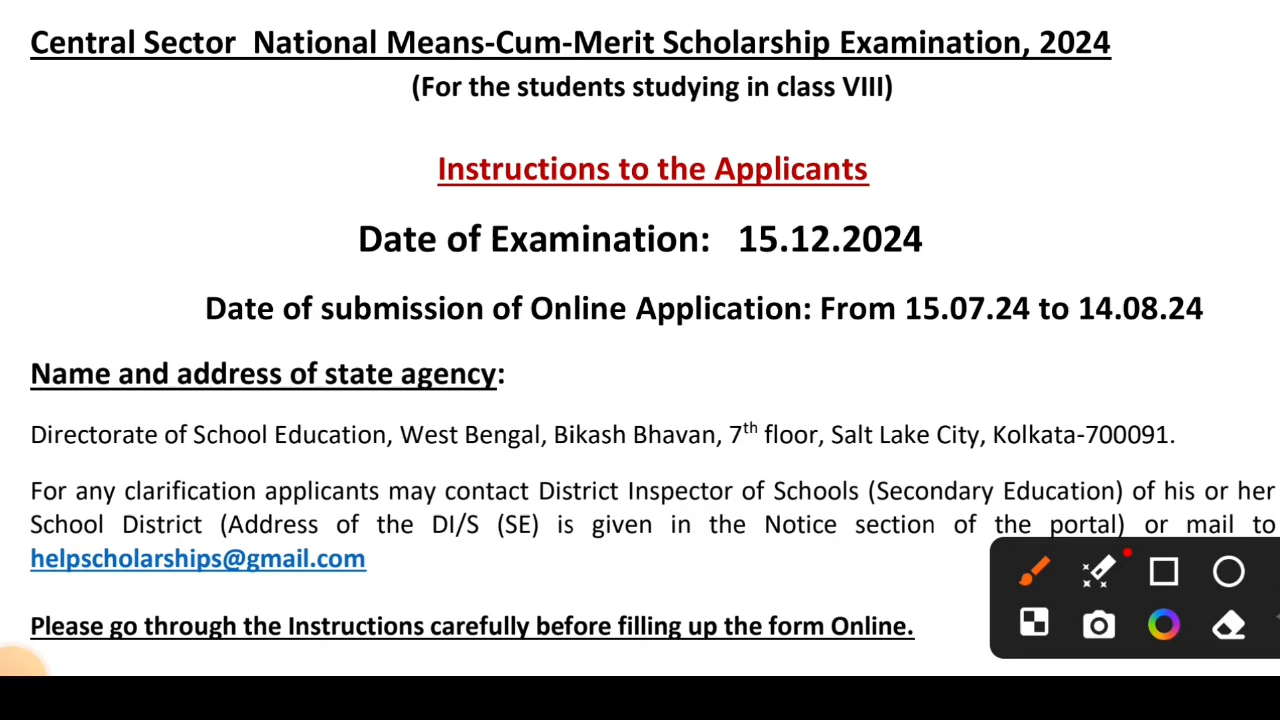 Central Sector National Means-Cum-Merit Scholarship Examination, 2024
(For the students studying in class VIII)
Instructions to the Applicants
Date of Examination: 15.12.2024
Date of submission of Online Application: From 15.07.24 to 14.08.24
Name and address of state agency:
Directorate of School Education, West Bengal, Bikash Bhavan, 7th floor, Salt Lake City, Kolkata-700091.
For any clarification applicants may contact District Inspector of Schools (Secondary Education) of his or her
School District (Address of the DI/S (SE) is given in the Notice section of the portal) or mail to
helpscholarships@gmail.com
Please go through the Instructions carefully before filling up the form Online.